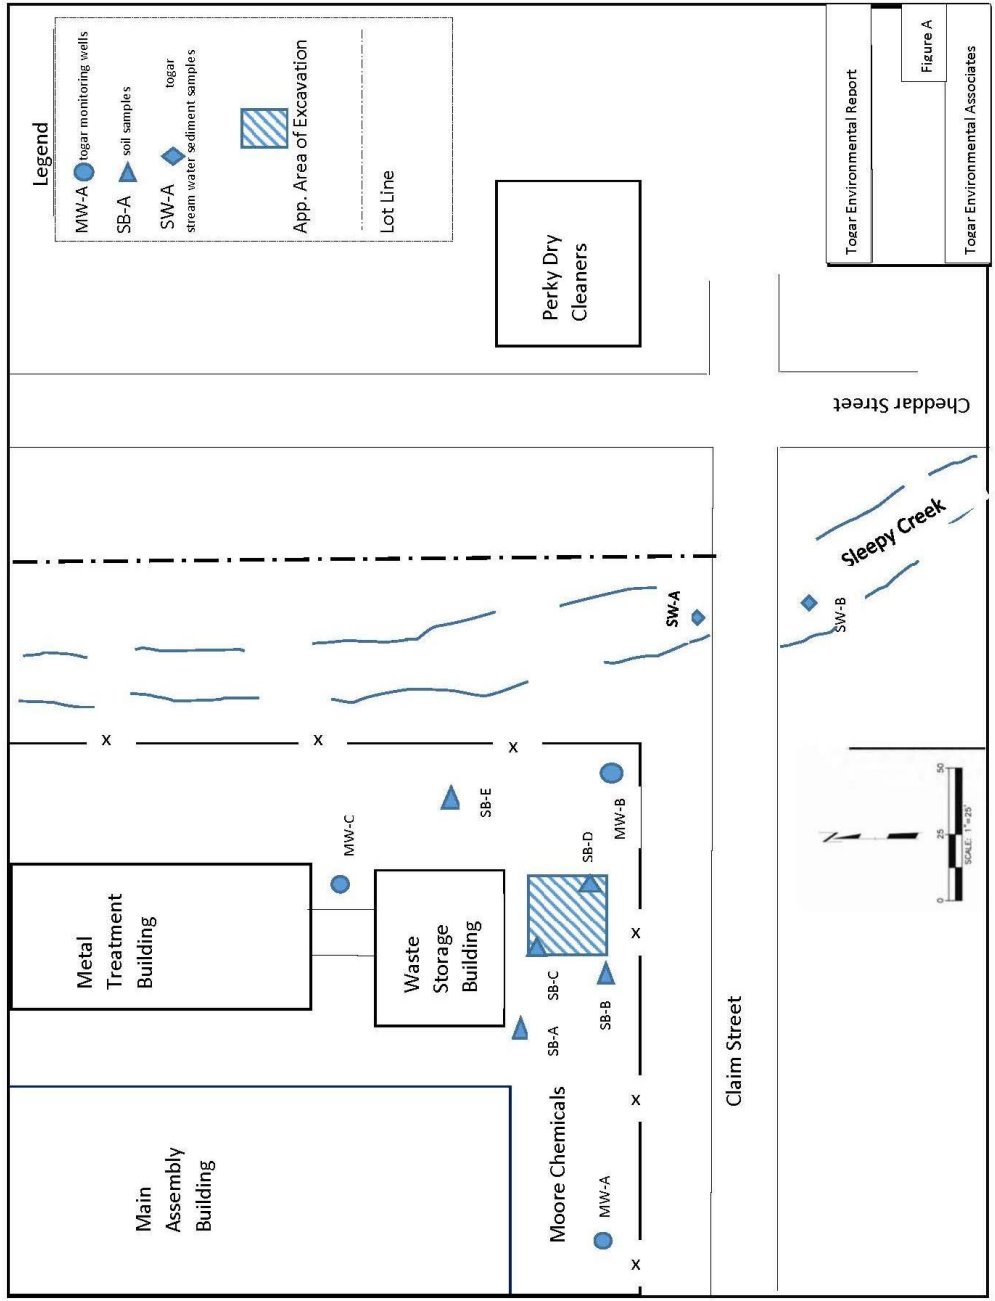 Legend
MW-A togar monitoring wells
SB-A soil samples
SW-A togar
stream water sediment samples
App. Area of Excavation
Lot Line
Main
Assembly
Building
Metal
Treatment
Building
MW-C
Waste
Storage
Building
SB-E
SB-A
SB-C
SB-B
SB-D
MW-B
Moore Chemicals
MW-A
x
x
x
x
x
x
SW-A
SW-B
Sleepy Creek
Claim Street
Cheddar Street
Perky Dry
Cleaners
0 25 50
SCALE: 1"=25'
Togar Environmental Report
Figure A
Togar Environmental Associates